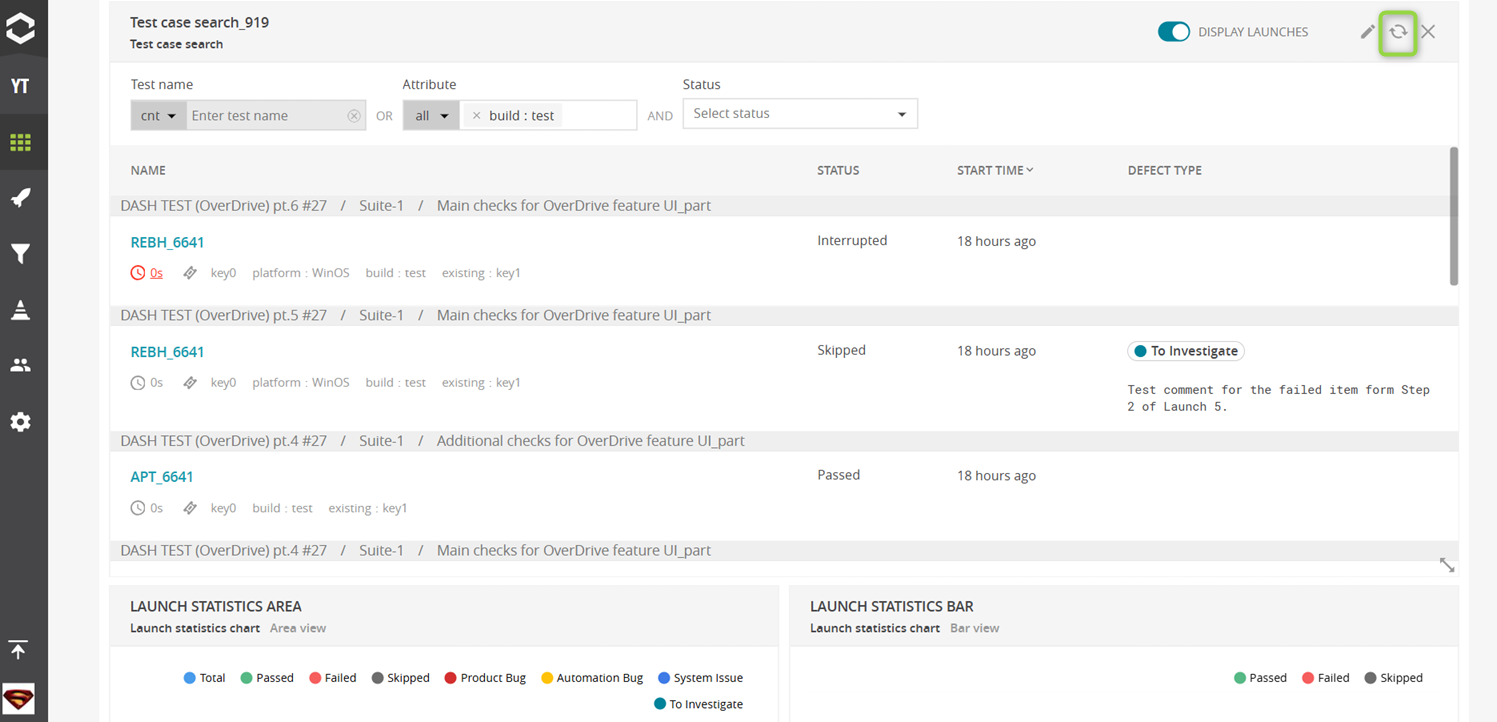 Test case search_919
Test case search
DISPLAY LAUNCHES
YT
Test name
Attribute
Status
cnt
Enter test name
OR
all
× build : test
AND
Select status
NAME
STATUS
START TIME
DEFECT TYPE
DASH TEST (OverDrive) pt.6 #27 / Suite-1 / Main checks for OverDrive feature UI_part
REBH_6641
Interrupted
18 hours ago
0s key0 platform : WinOS build : test existing : key1
DASH TEST (OverDrive) pt.5 #27 / Suite-1 / Main checks for OverDrive feature UI_part
REBH_6641
Skipped
18 hours ago
To Investigate
0s key0 platform : WinOS build : test existing : key1
Test comment for the failed item form Step
2 of Launch 5.
DASH TEST (OverDrive) pt.4 #27 / Suite-1 / Additional checks for OverDrive feature UI_part
APT_6641
Passed
18 hours ago
0s key0 build : test existing : key1
DASH TEST (OverDrive) pt.4 #27 / Suite-1 / Main checks for OverDrive feature UI_part
LAUNCH STATISTICS AREA
Launch statistics chart Area view
Total Passed Failed Skipped Product Bug Automation Bug System Issue
To Investigate
LAUNCH STATISTICS BAR
Launch statistics chart Bar view
Passed Failed Skipped